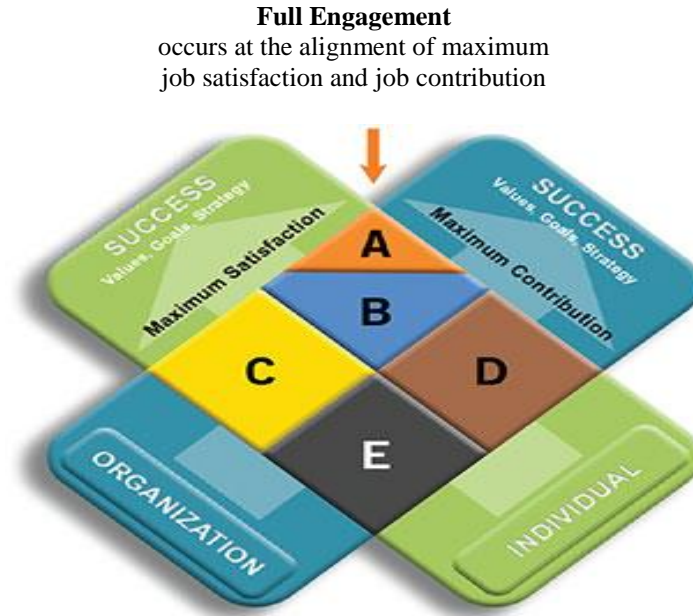 Full Engagement
occurs at the alignment of maximum
job satisfaction and job contribution
SUCCESS
Values, Goals, Strategy
Maximum Satisfaction
SUCCESS
Values, Goals, Strategy
Maximum Contribution
A
B
C
D
E
ORGANIZATION
INDIVIDUAL